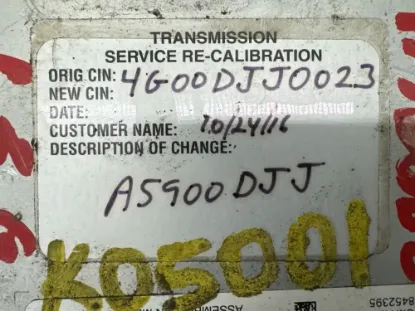 TRANSMISSION
SERVICE RE-CALIBRATION
ORIG CIN: 4G00DJJ0023
NEW CIN:
DATE:
CUSTOMER NAME: 10/24/16
DESCRIPTION OF CHANGE:
A5900DJJ
K05001
8452395